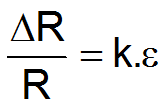 ΔR/R = k.ε